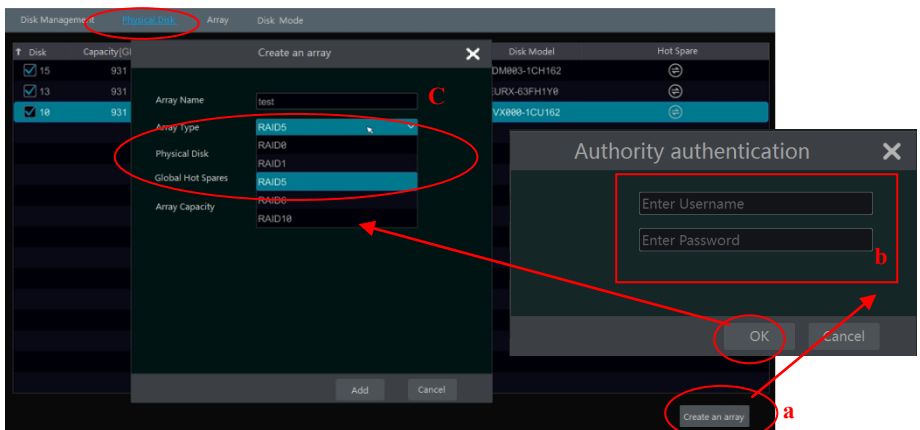 Disk Management Physical Disk Array Disk Mode
Disk Capacity[GB Disk Model Hot Spare
15 931 DM003-1CH162
13 931 EURX-63FH1Y0
10 931 VX000-1CU162
Create an array
Array Name test
C
Array Type RAID5
RAID0
Physical Disk
RAID1
Global Hot Spares RAID5
RAID6
Array Capacity
RAID10
Add Cancel
Authority authentication
Enter Username
Enter Password
b
OK Cancel
Create an array
a